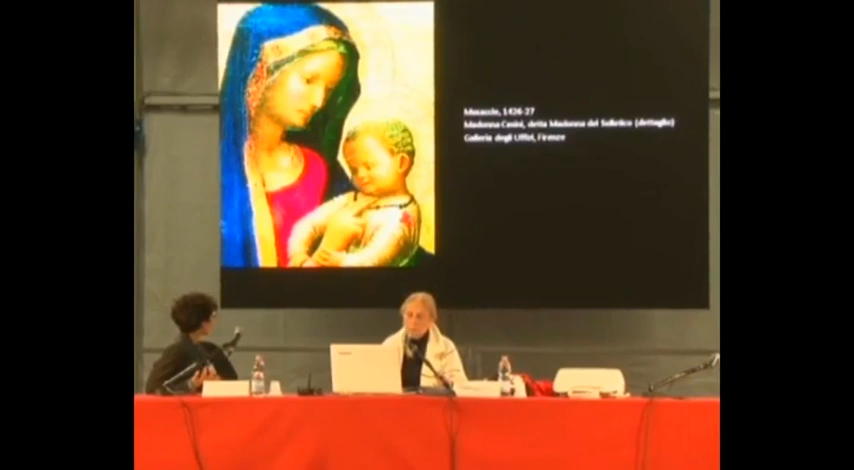 Masaccio, 1426-27
Madonna Casini, detta Madonna del Solletico (dettaglio)
Galleria degli Uffizi, Firenze